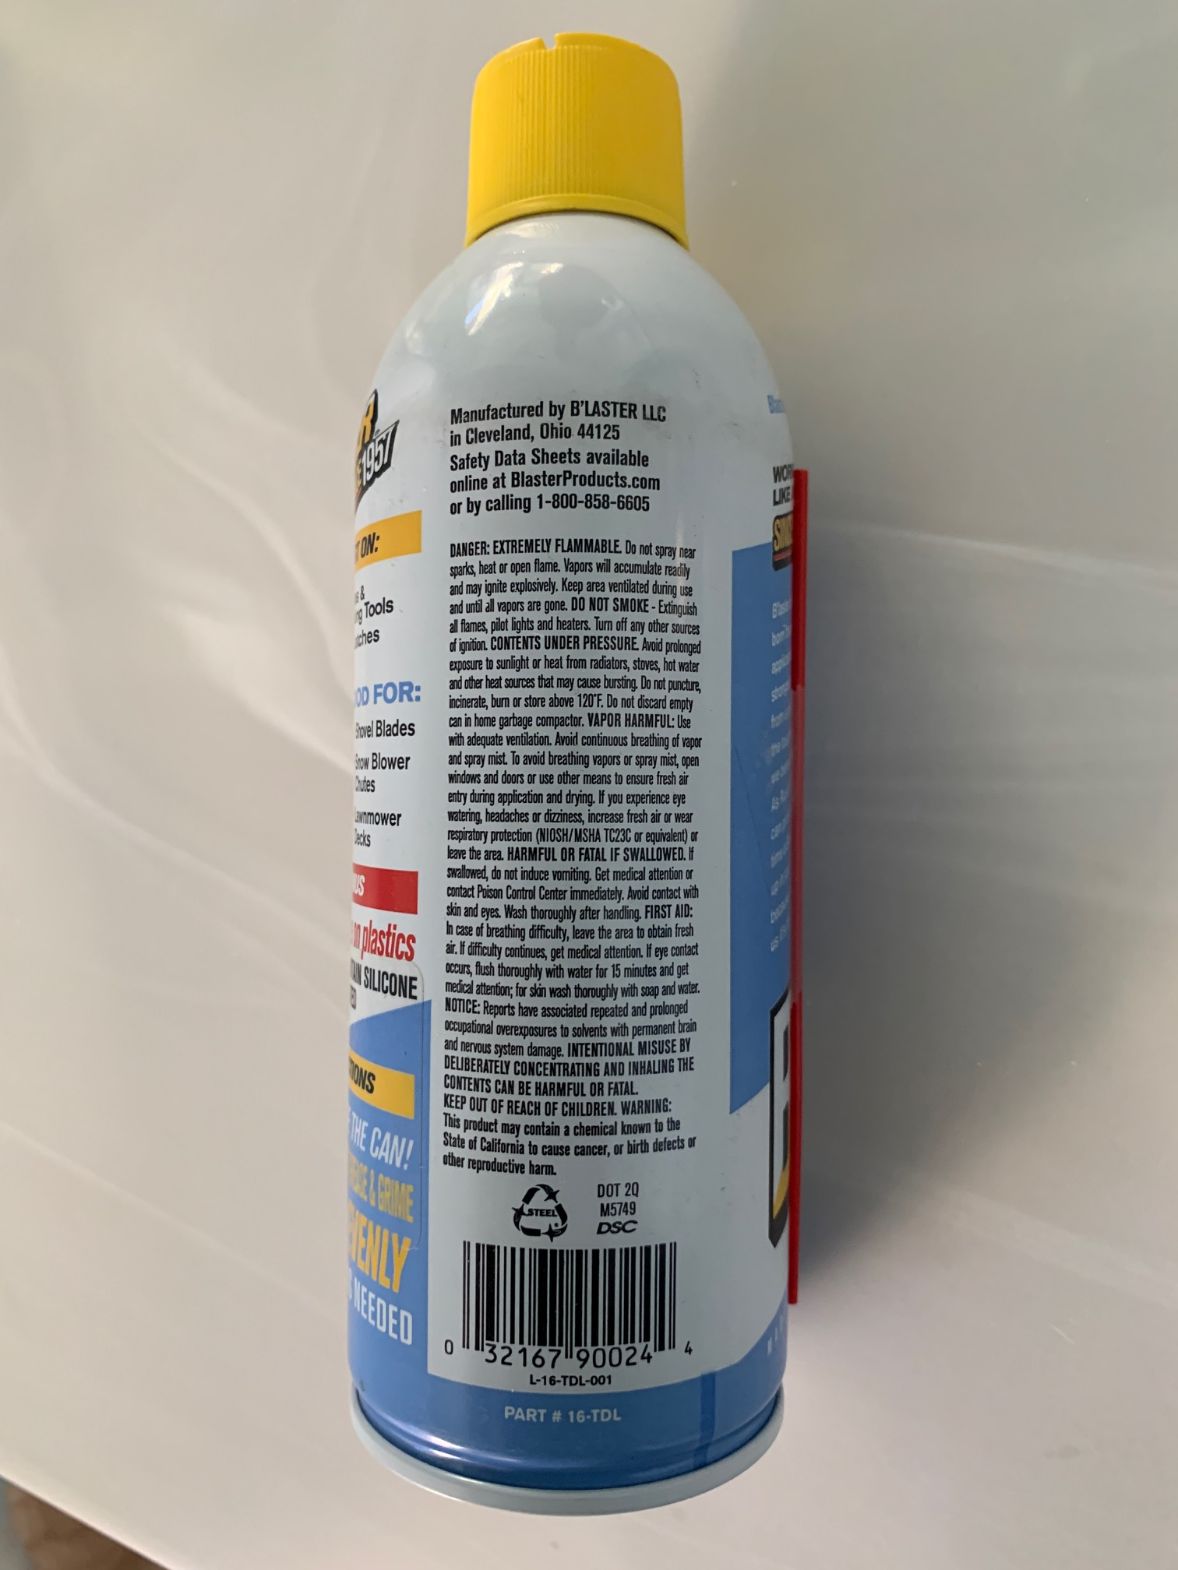 Manufactured by B'LASTER LLC
in Cleveland, Ohio 44125
Safety Data Sheets available
online at BlasterProducts.com
or by calling 1-800-858-6605
DANGER: EXTREMELY FLAMMABLE. Do not spray near
sparks, heat or open flame. Vapors will accumulate readily
and may ignite explosively. Keep area ventilated during use
and until all vapors are gone. DO NOT SMOKE - Extinguish
all flames, pilot lights and heaters. Turn off any other sources
of ignition. CONTENTS UNDER PRESSURE. Avoid prolonged
exposure to sunlight or heat from radiators, stoves, hot water
and other heat sources that may cause bursting. Do not puncture,
incinerate, burn or store above 120°F. Do not discard empty
can in home garbage compactor. VAPOR HARMFUL: Use
with adequate ventilation. Avoid continuous breathing of vapor
and spray mist. To avoid breathing vapors or spray mist, open
windows and doors or use other means to ensure fresh air
entry during application and drying. If you experience eye
watering, headaches or dizziness, increase fresh air or wear
respiratory protection (NIOSH/MSHA TC23C or equivalent) or
leave the area. HARMFUL OR FATAL IF SWALLOWED. If
swallowed, do not induce vomiting. Get medical attention or
contact Poison Control Center immediately. Avoid contact with
skin and eyes. Wash thoroughly after handling. FIRST AID:
In case of breathing difficulty, leave the area to obtain fresh
air. If difficulty continues, get medical attention. If eye contact
occurs, flush thoroughly with water for 15 minutes and get
medical attention; for skin wash thoroughly with soap and water.
NOTICE: Reports have associated repeated and prolonged
occupational overexposures to solvents with permanent brain
and nervous system damage. INTENTIONAL MISUSE BY
DELIBERATELY CONCENTRATING AND INHALING THE
CONTENTS CAN BE HARMFUL OR FATAL.
KEEP OUT OF REACH OF CHILDREN. WARNING:
This product may contain a chemical known to the
State of California to cause cancer, or birth defects or
other reproductive harm.
STEEL
DOT 2Q
M5749
DSC
0 32167 90024 4
L-16-TDL-001
PART # 16-TDL
1957
ON:
Tools
FOR:
Shovel Blades
Snow Blower
Chutes
Lawnmower
Decks
on plastics
SILICONE
THE CAN!
& GRIME
NEEDED
LIKE